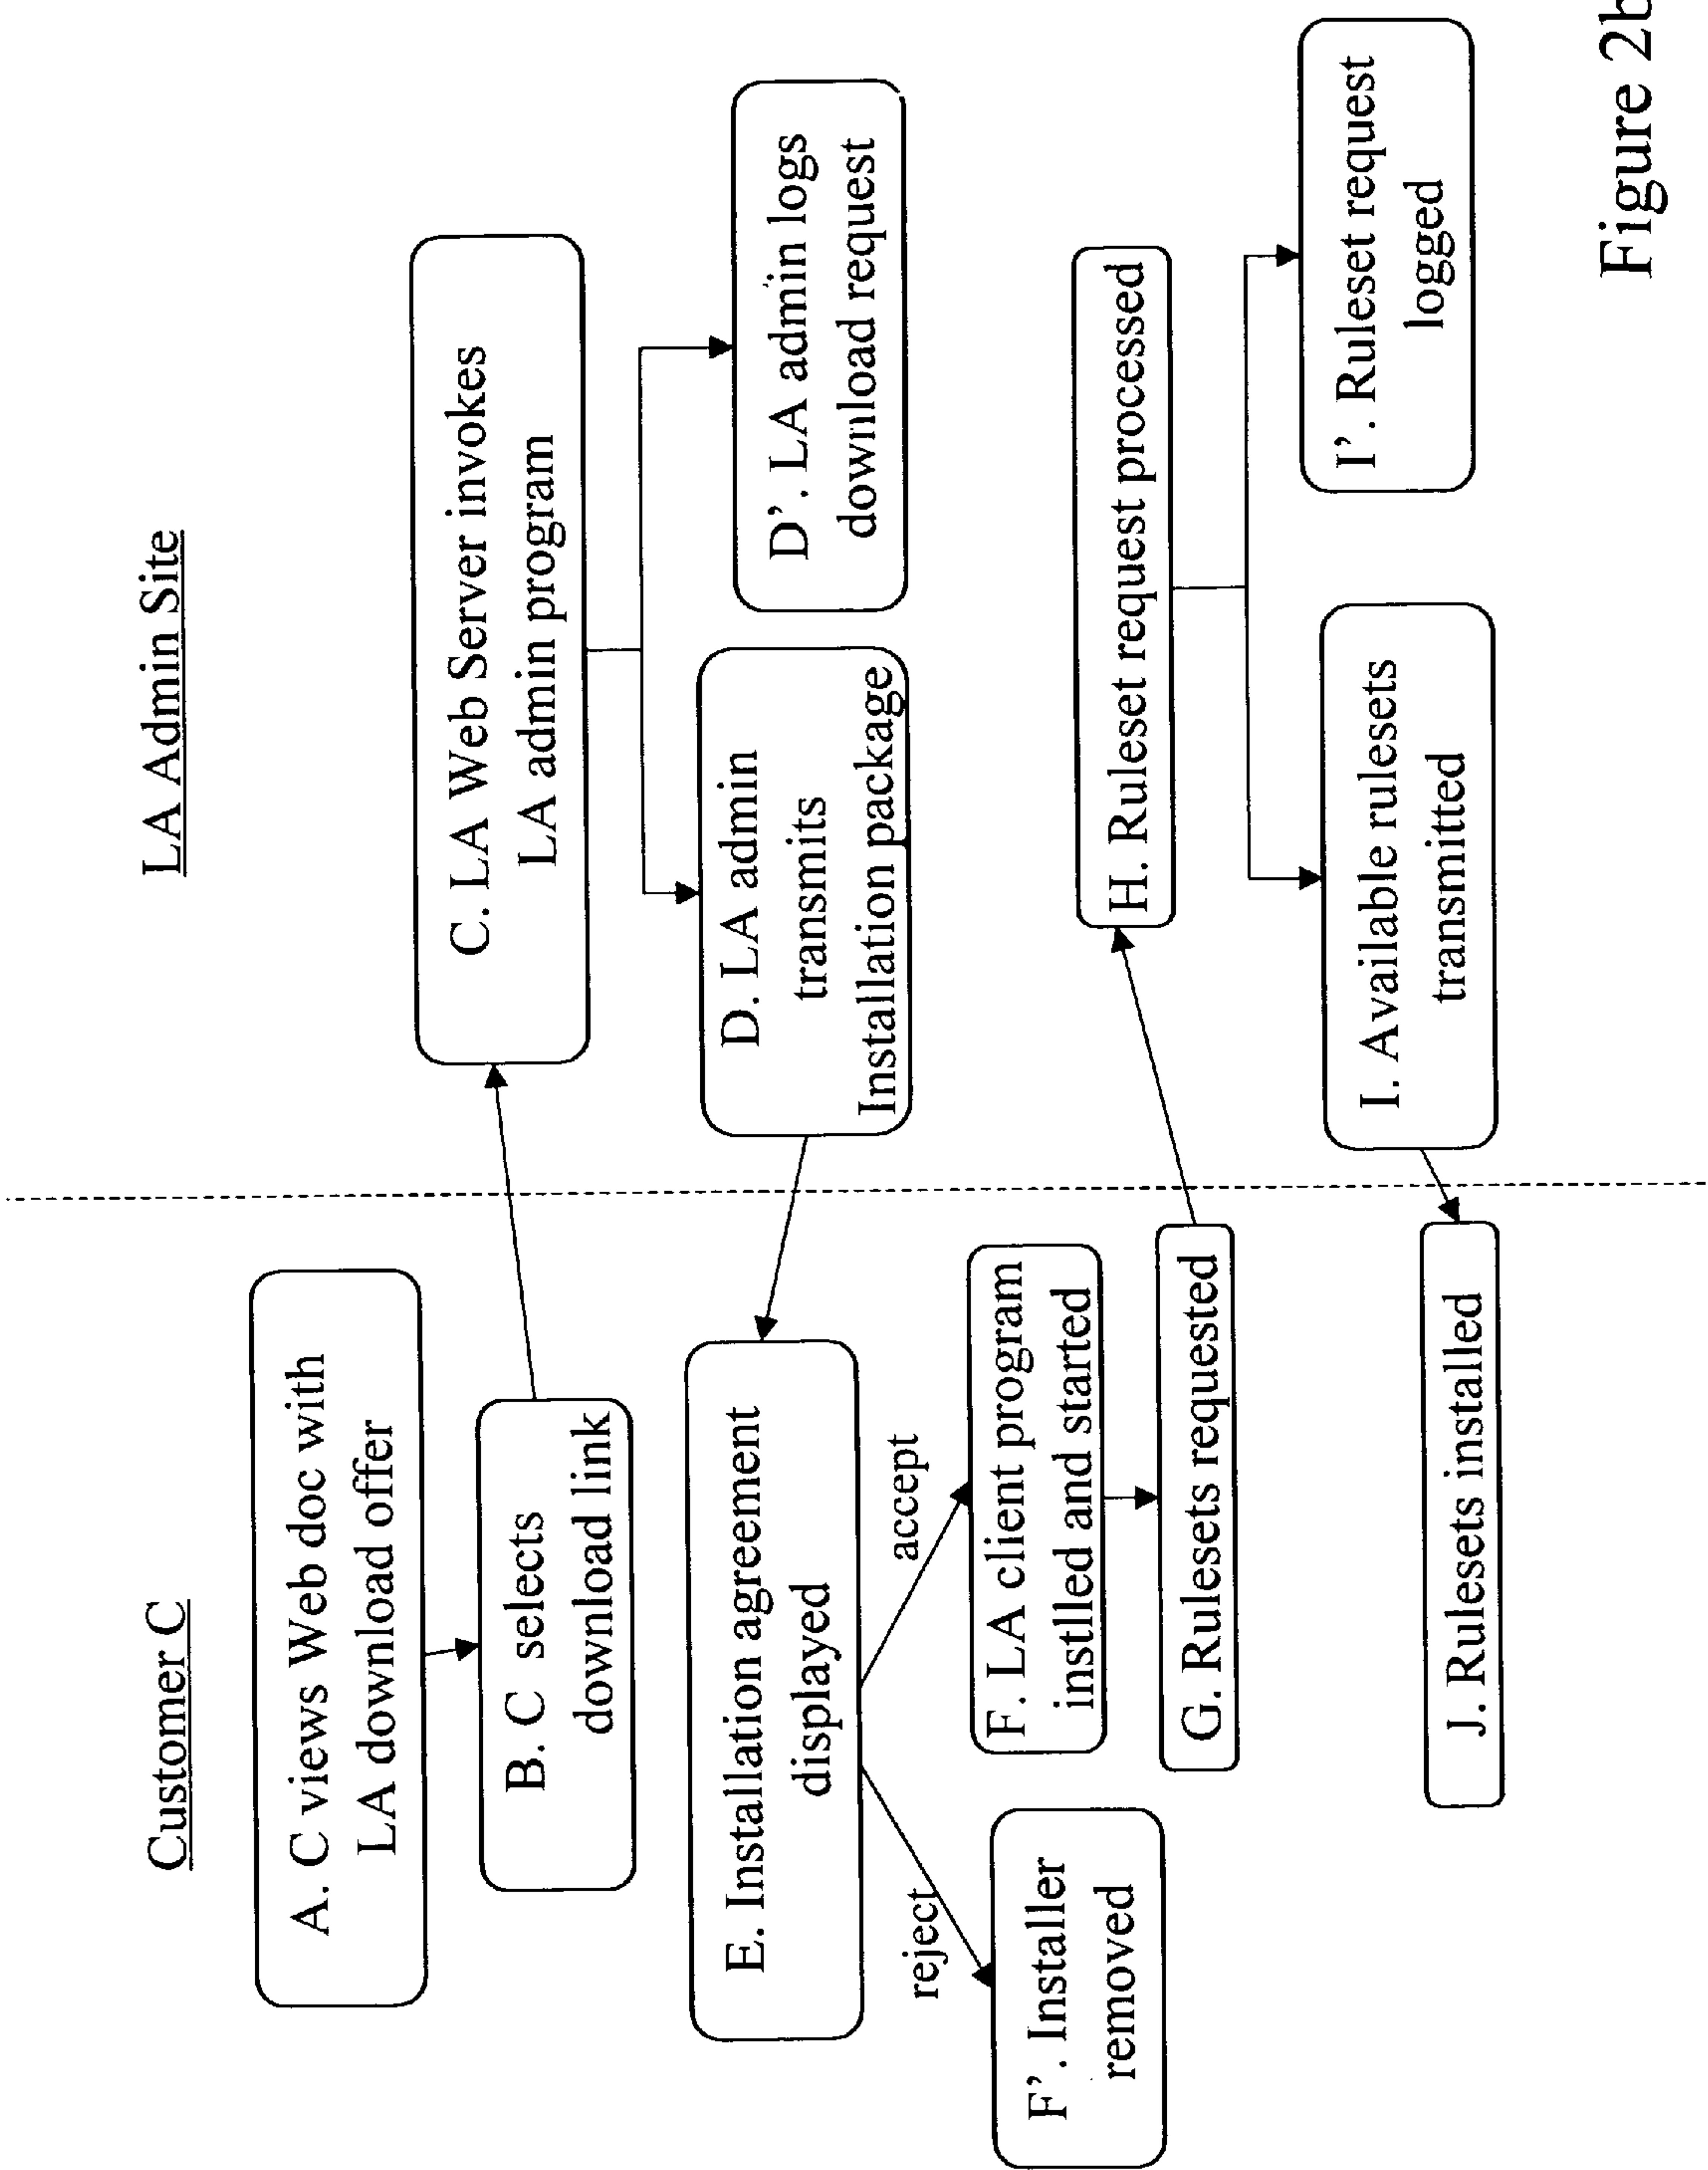 Customer C
LA Admin Site
A. C views Web doc with
LA download offer
B. C selects
download link
C. LA Web Server invokes
LA admin program
D. LA admin
transmits
Installation package
D'. LA admin logs
download request
E. Installation agreement
displayed
reject
accept
F'. Installer
removed
F. LA client program
instlled and started
G. Rulesets requested
H. Ruleset request processed
I. Available rulesets
transmitted
I'. Ruleset request
logged
J. Rulesets installed
Figure 2b